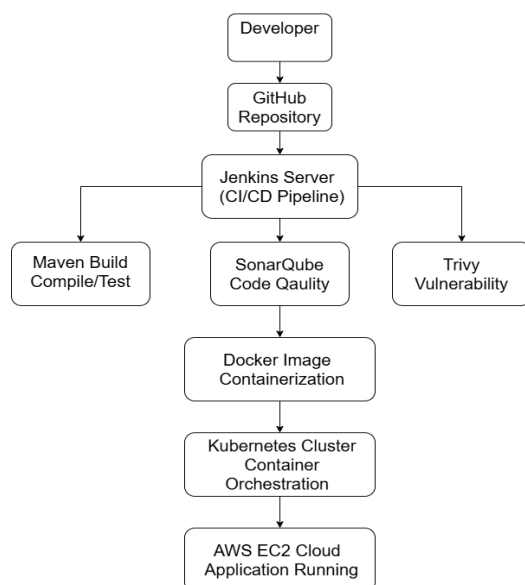 Developer
GitHub
Repository
Jenkins Server
(CI/CD Pipeline)
Maven Build
Compile/Test
SonarQube
Code Qaulity
Trivy
Vulnerability
Docker Image
Containerization
Kubernetes Cluster
Container
Orchestration
AWS EC2 Cloud
Application Running